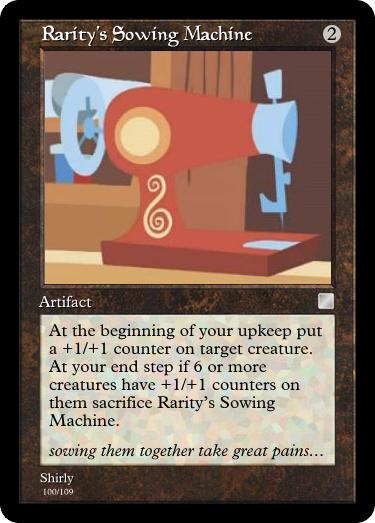 Rarity's Sowing Machine 2
Artifact
At the beginning of your upkeep put
a +1/+1 counter on target creature.
At your end step if 6 or more
creatures have +1/+1 counters on
them sacrifice Rarity's Sowing
Machine.
sowing them together take great pains...
Shirly
100/109